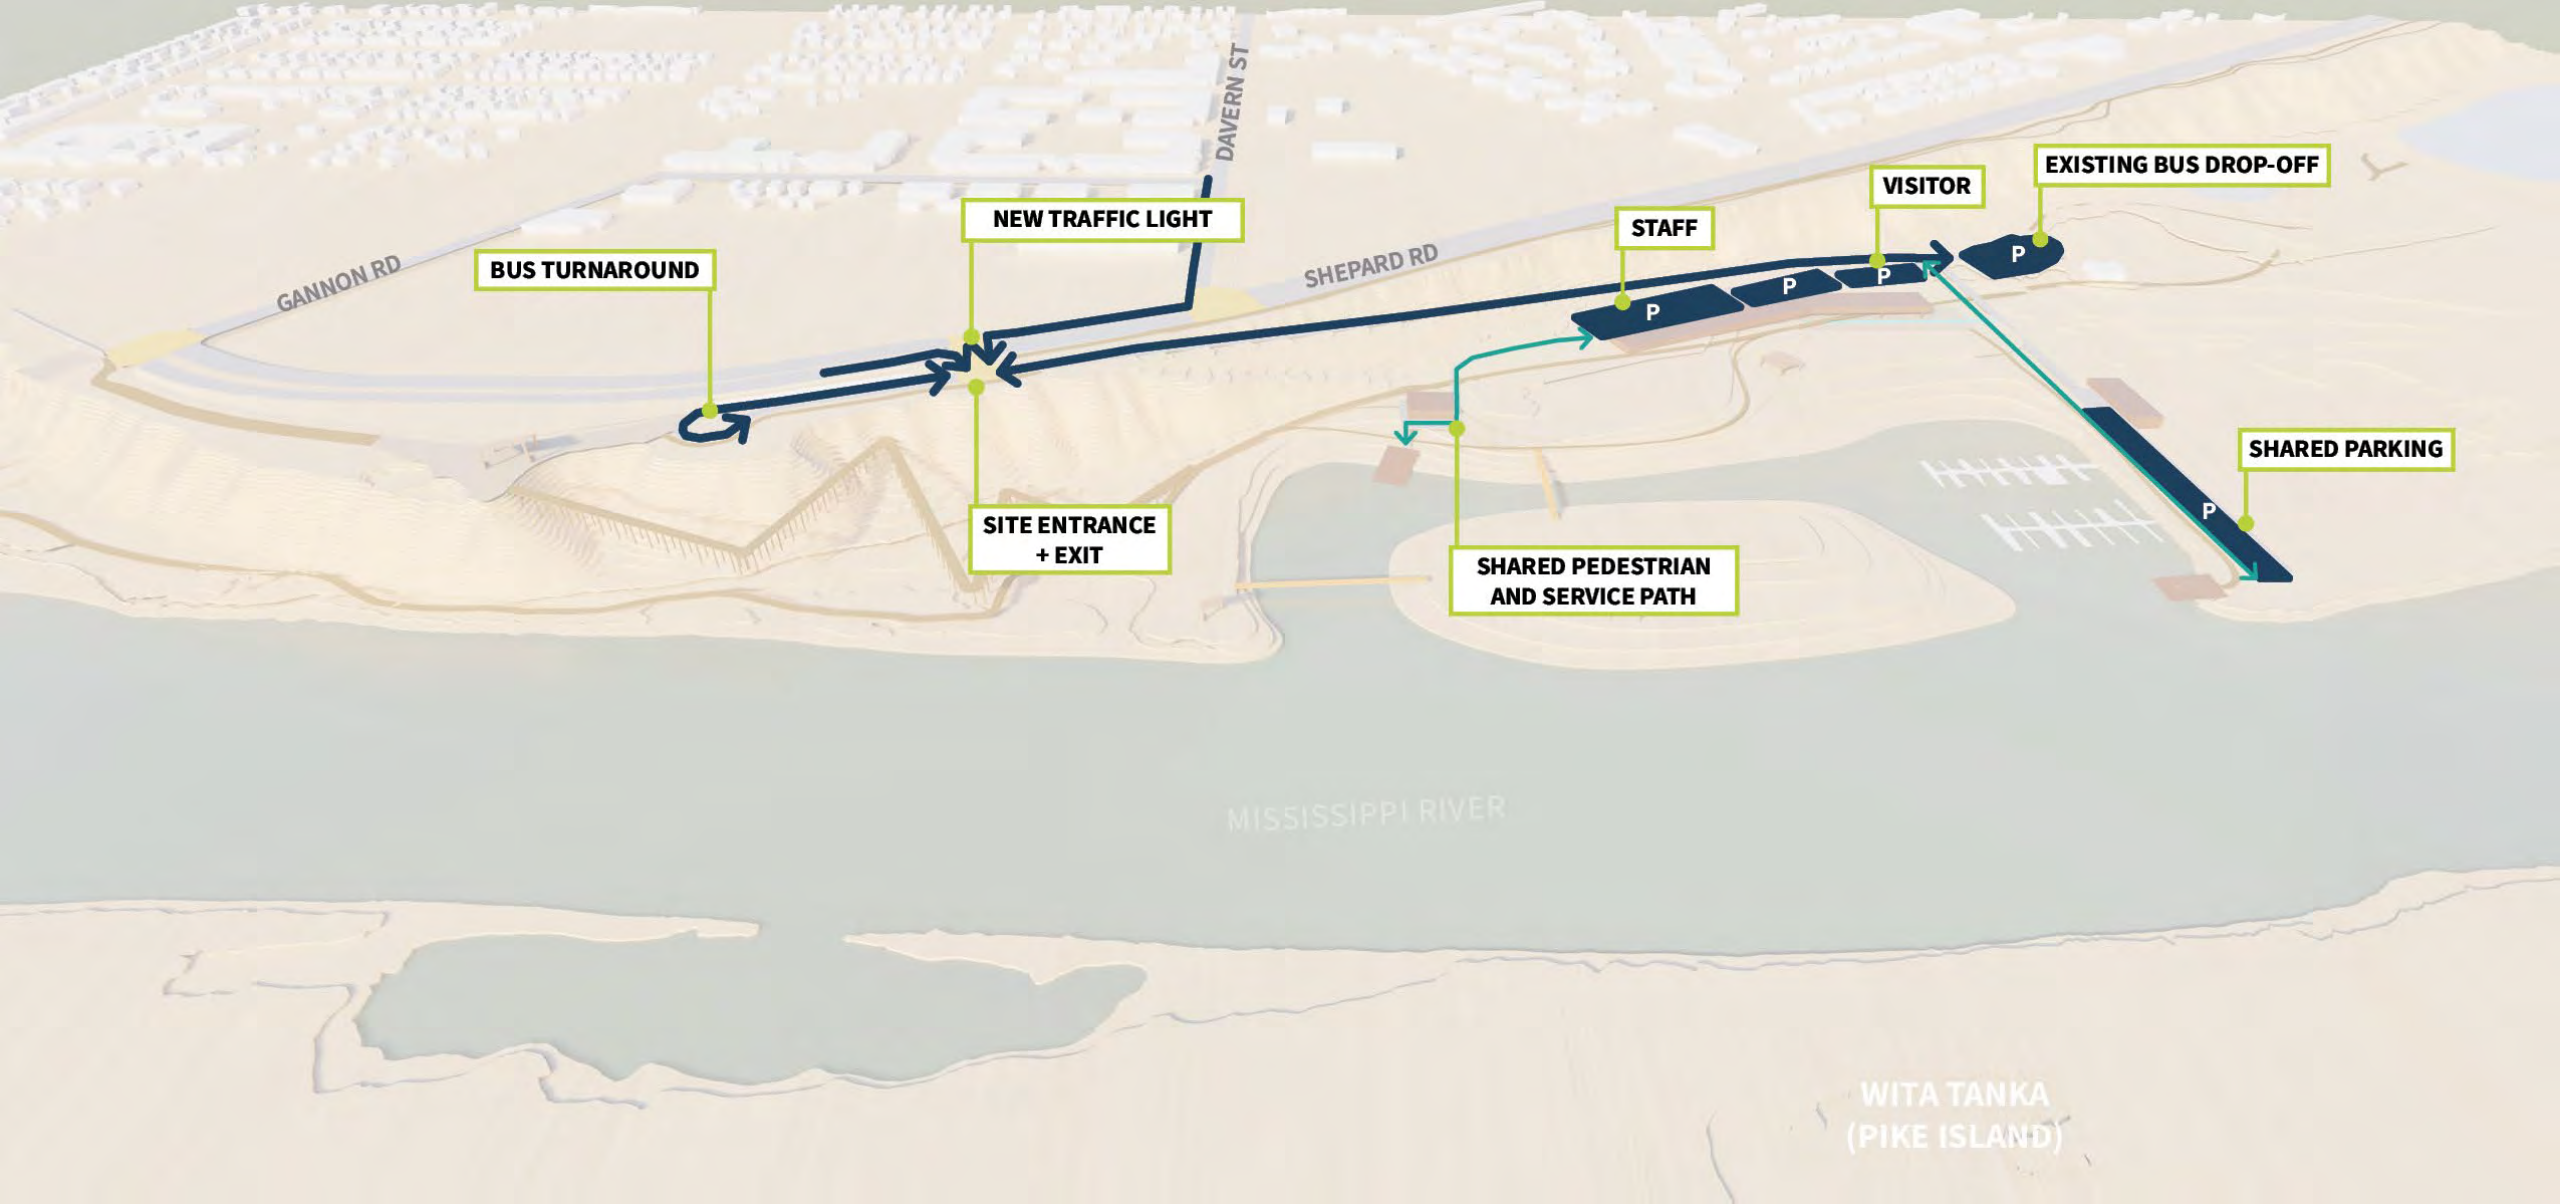 DAVERN ST
EXISTING BUS DROP-OFF
VISITOR
NEW TRAFFIC LIGHT
STAFF
BUS TURNAROUND
GANNON RD
SHEPARD RD
P
P
P
P
SHARED PARKING
P
SITE ENTRANCE
+ EXIT
SHARED PEDESTRIAN
AND SERVICE PATH
MISSISSIPPI RIVER
WITA TANKA
(PIKE ISLAND)